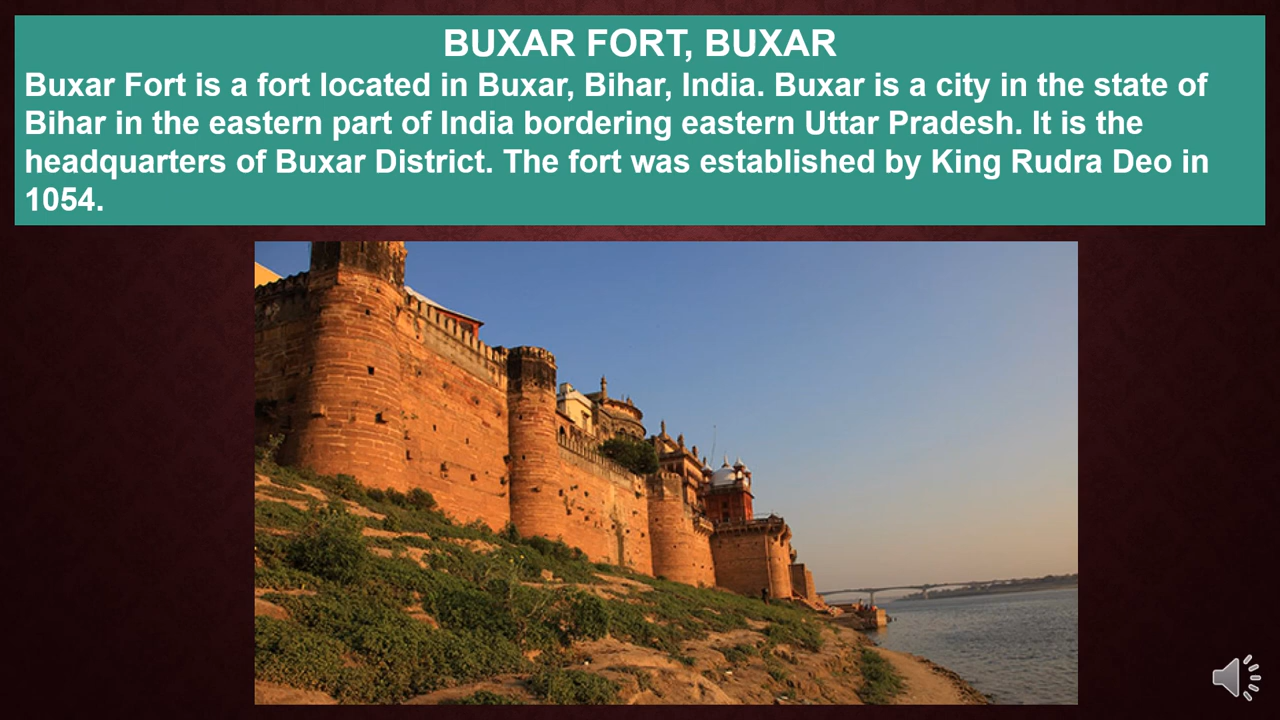 BUXAR FORT, BUXAR
Buxar Fort is a fort located in Buxar, Bihar, India. Buxar is a city in the state of
Bihar in the eastern part of India bordering eastern Uttar Pradesh. It is the
headquarters of Buxar District. The fort was established by King Rudra Deo in
1054.